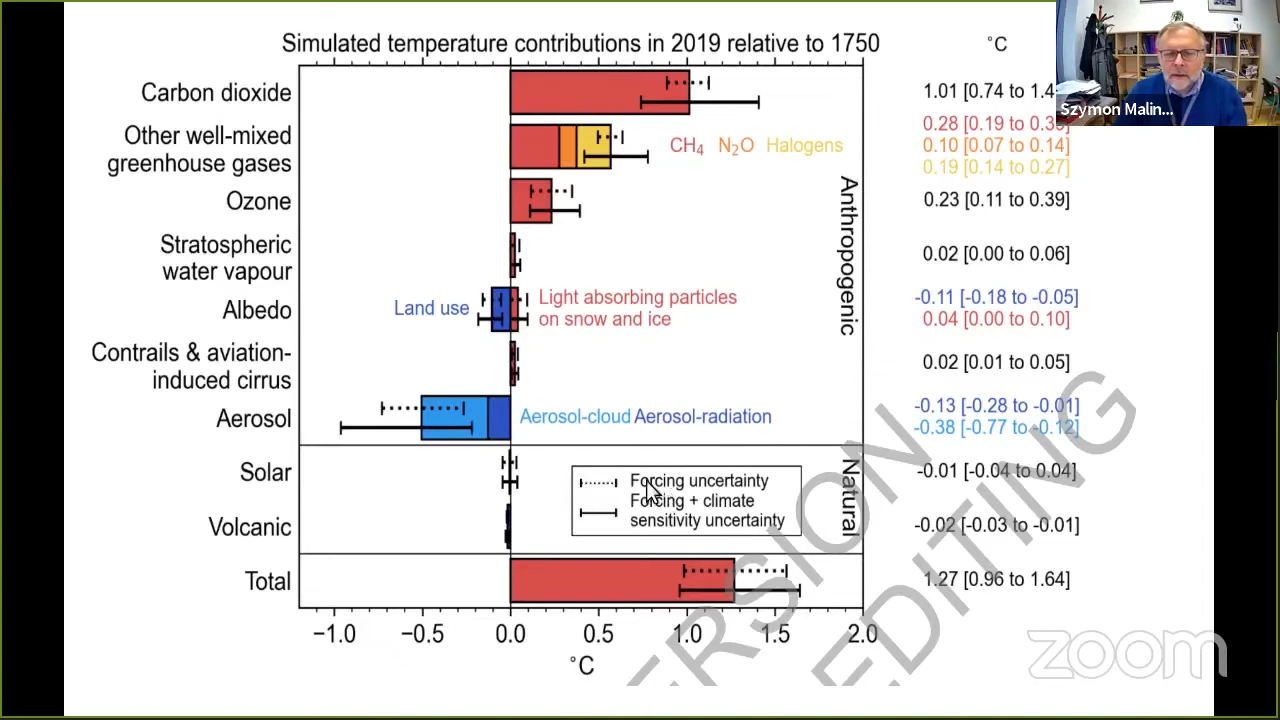 Simulated temperature contributions in 2019 relative to 1750
°C
Szymon Malin...
Carbon dioxide
1.01 [0.74 to 1.4
Other well-mixed
greenhouse gases
CH4 N2O Halogens
0.28 [0.19 to 0.39]
0.10 [0.07 to 0.14]
0.19 [0.14 to 0.27]
Ozone
0.23 [0.11 to 0.39]
Stratospheric
water vapour
0.02 [0.00 to 0.06]
Albedo
Land use
Light absorbing particles
on snow and ice
-0.11 [-0.18 to -0.05]
0.04 [0.00 to 0.10]
Contrails & aviation-
induced cirrus
0.02 [0.01 to 0.05]
Aerosol
Aerosol-cloud Aerosol-radiation
-0.13 [-0.28 to -0.01]
-0.38 [-0.77 to -0.12]
Anthropogenic
Solar
-0.01 [-0.04 to 0.04]
Volcanic
-0.02 [-0.03 to -0.01]
Forcing uncertainty
Forcing + climate
sensitivity uncertainty
Natural
Total
1.27 [0.96 to 1.64]
−1.0 −0.5 0.0 0.5 1.0 1.5 2.0
°C
ERSION
EDITING
zoom